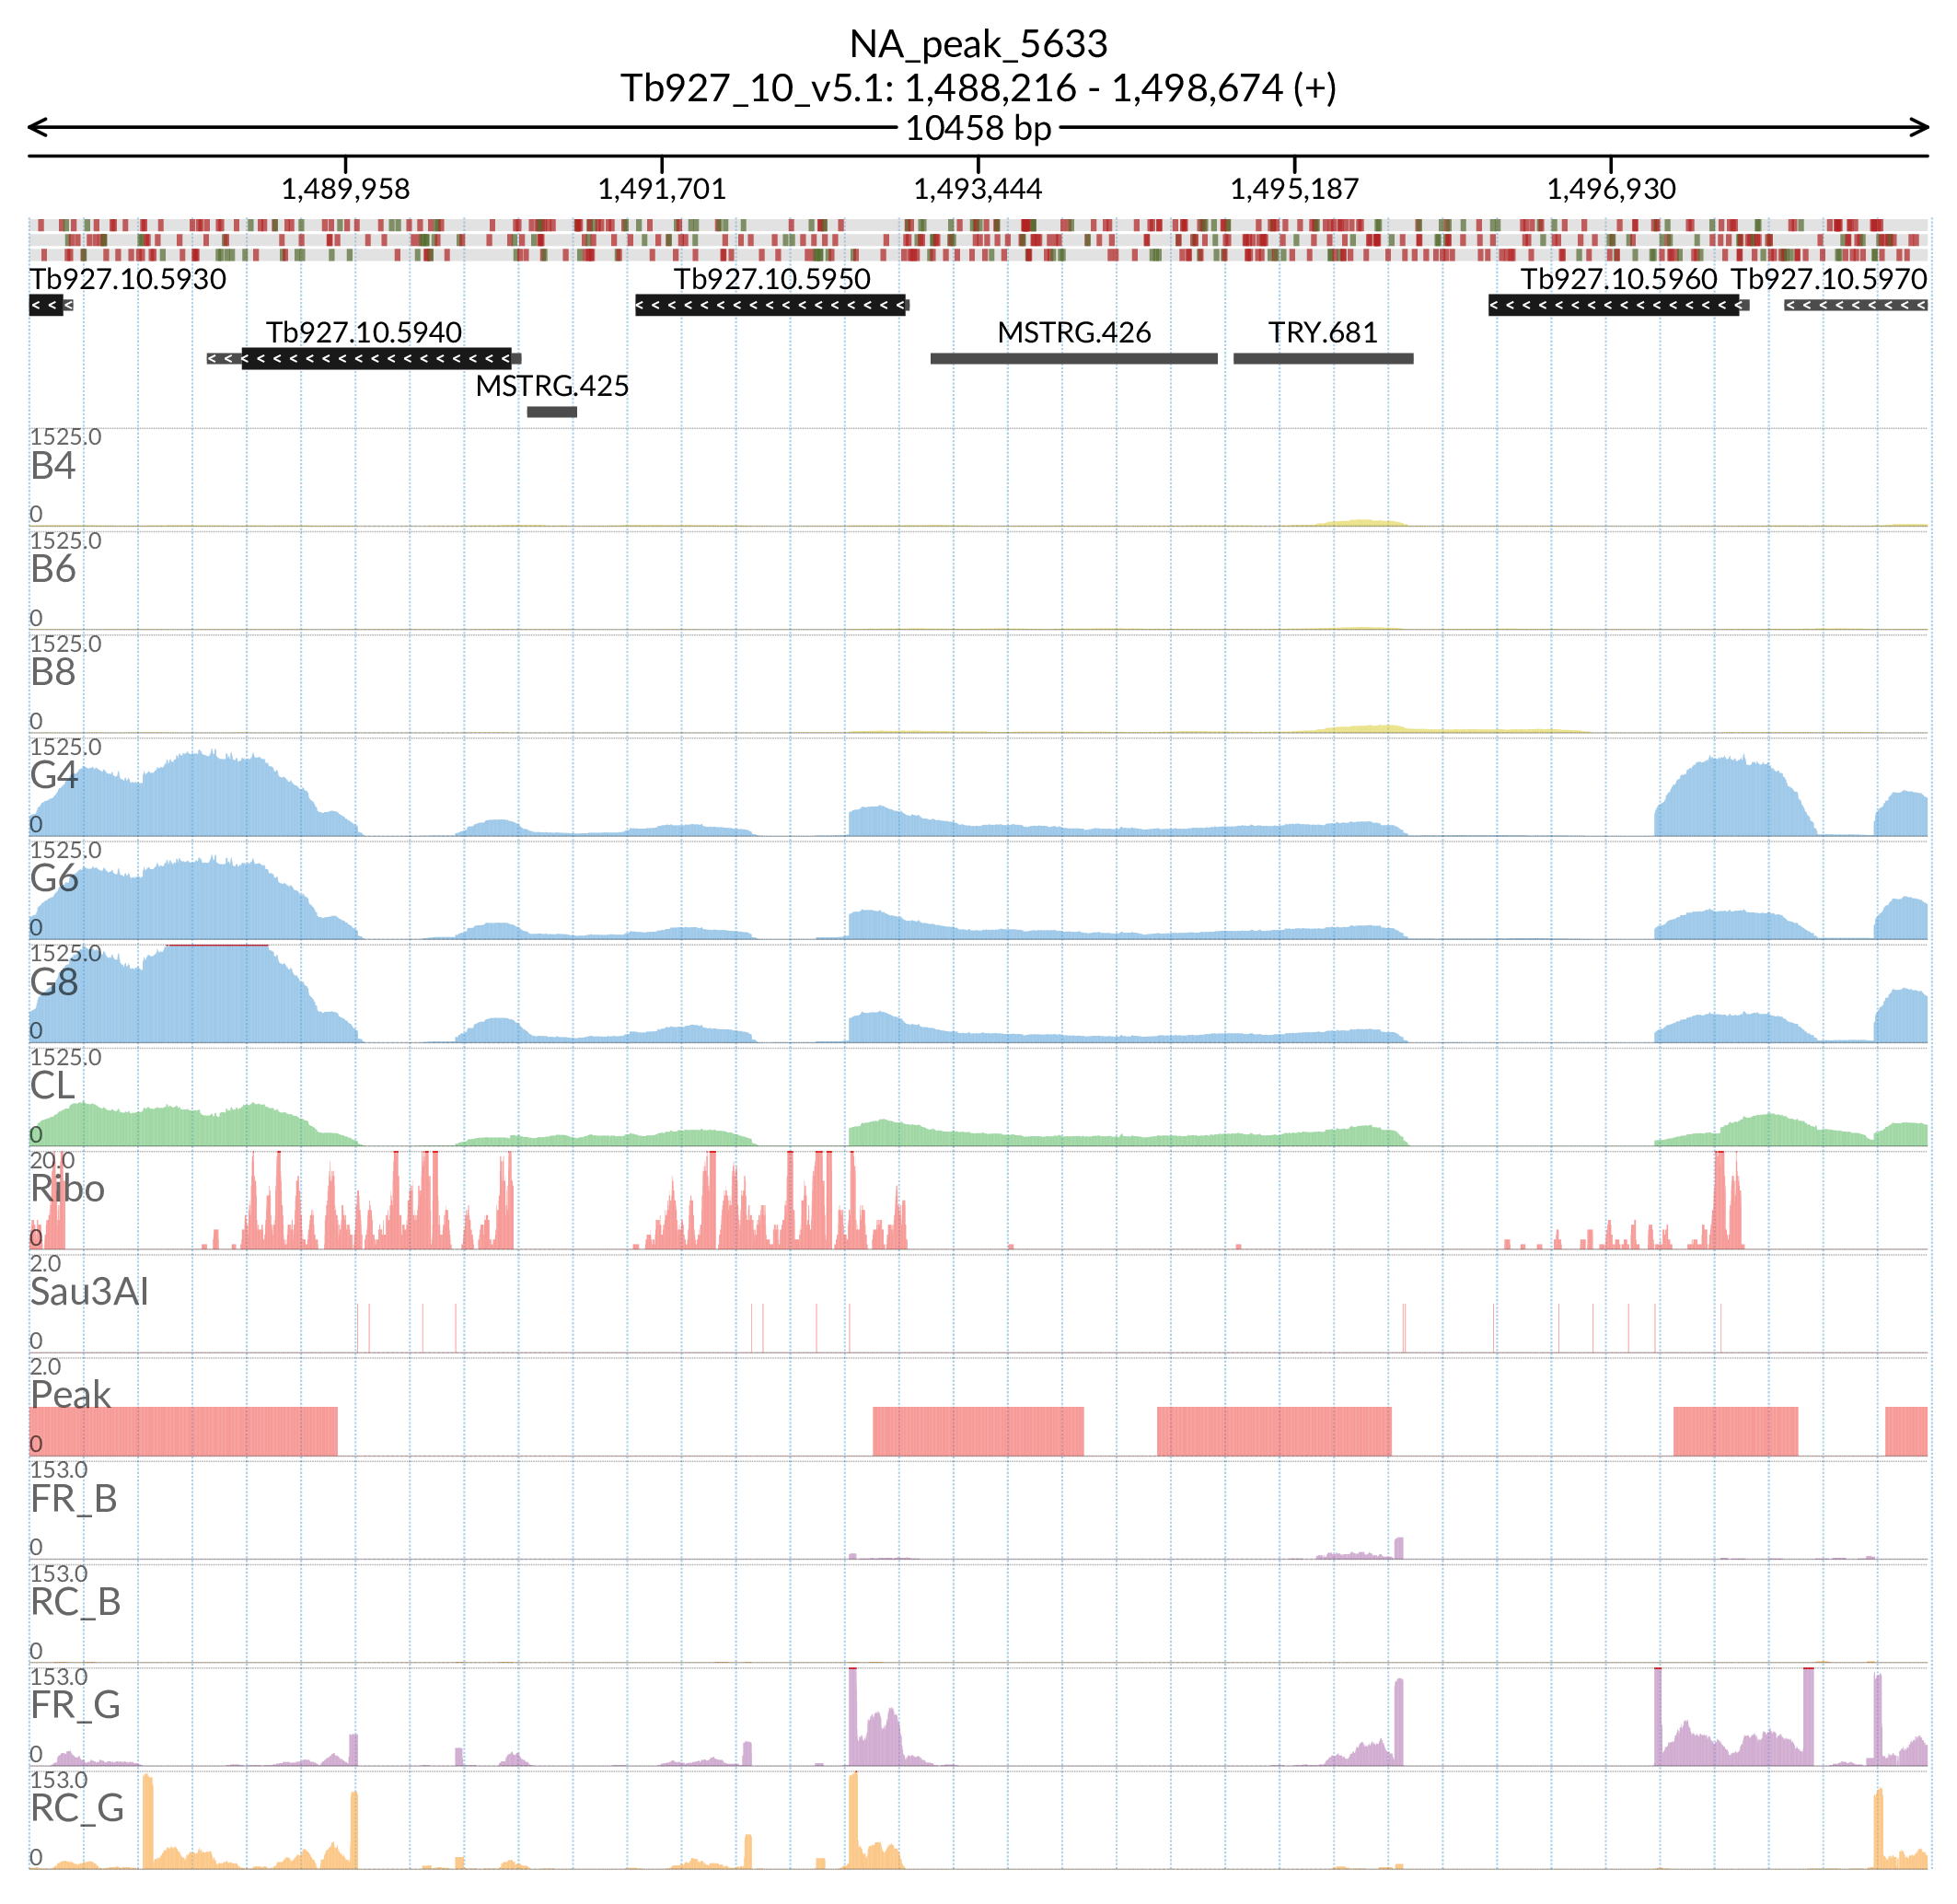 NA_peak_5633
Tb927_10_v5.1: 1,488,216 - 1,498,674 (+)
10458 bp
1,489,958 1,491,701 1,493,444 1,495,187 1,496,930
Tb927.10.5930 Tb927.10.5950 Tb927.10.5960 Tb927.10.5970
Tb927.10.5940 MSTRG.426 TRY.681
MSTRG.425
1525.0
B4
0
1525.0
B6
0
1525.0
B8
0
1525.0
G4
0
1525.0
G6
0
1525.0
G8
0
1525.0
CL
0
20.0
Ribo
0
2.0
Sau3AI
0
2.0
Peak
0
153.0
FR_B
0
153.0
RC_B
0
153.0
FR_G
0
153.0
RC_G
0